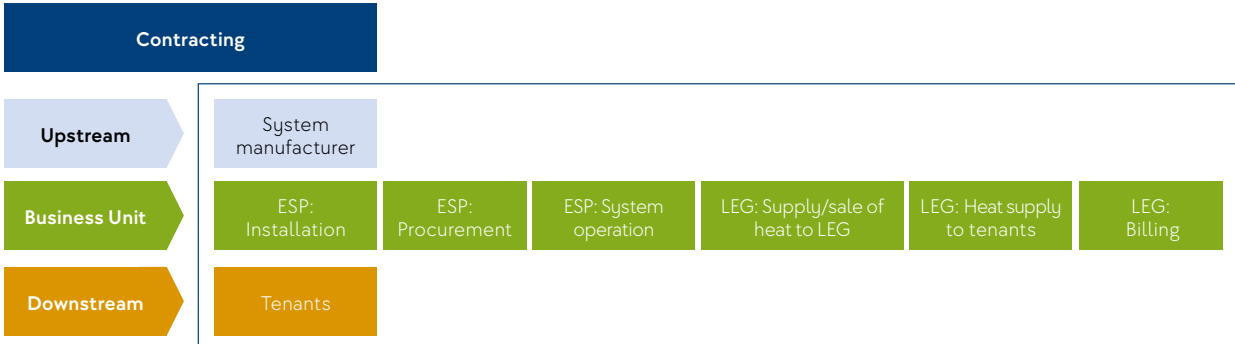 Contracting
Upstream
System
manufacturer
Business Unit
ESP:
Installation
ESP:
Procurement
ESP: System
operation
LEG: Supply/sale of
heat to LEG
LEG: Heat supply
to tenants
LEG:
Billing
Downstream
Tenants